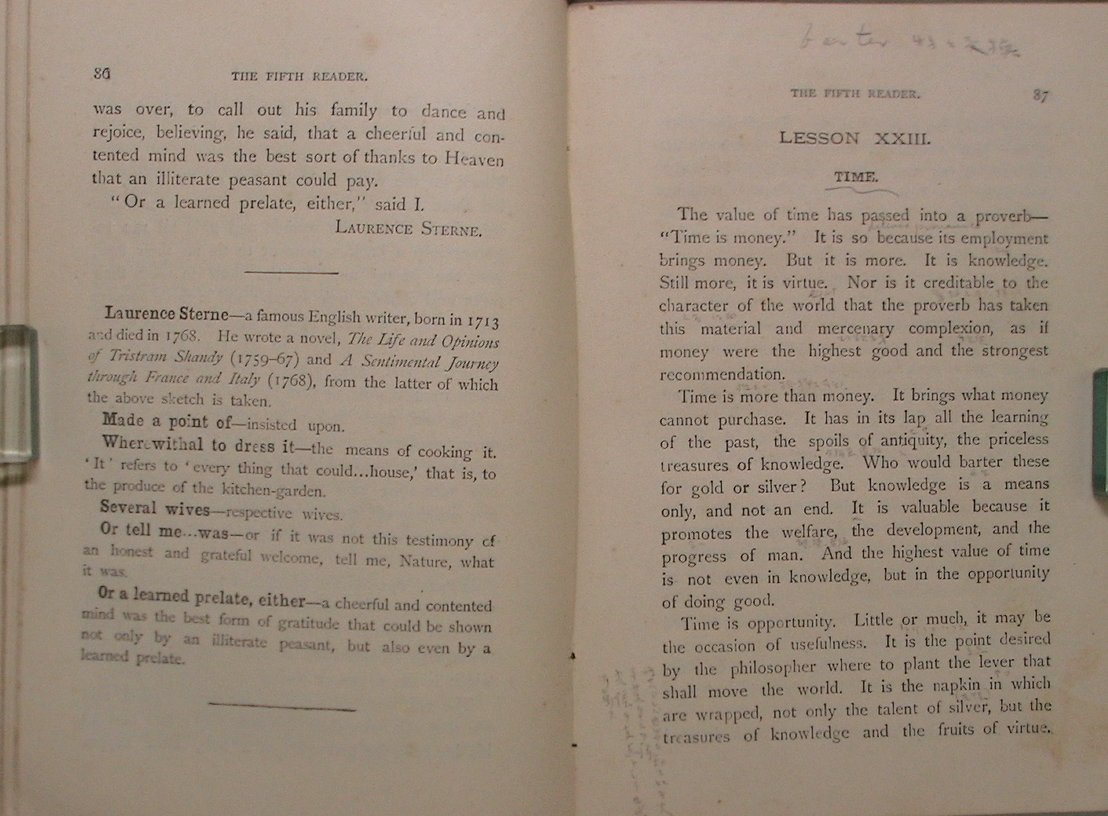 86
THE FIFTH READER.
was over, to call out his family to dance and
rejoice, believing, he said, that a cheerful and con-
tented mind was the best sort of thanks to Heaven
that an illiterate peasant could pay.
"Or a learned prelate, either," said I.
LAURENCE STERNE.
Laurence Sterne—a famous English writer, born in 1713
and died in 1768. He wrote a novel, The Life and Opinions
of Tristram Shandy (1759–67) and A Sentimental Journey
through France and Italy (1768), from the latter of which
the above sketch is taken.
Made a point of—insisted upon.
Wherewithal to dress it—the means of cooking it.
'It' refers to 'every thing that could...house,' that is, to
the produce of the kitchen-garden.
Several wives—respective wives.
Or tell me...was—or if it was not this testimony of
an honest and grateful welcome, tell me, Nature, what
it was.
Or a learned prelate, either—a cheerful and contented
mind was the best form of gratitude that could be shown
not only by an illiterate peasant, but also even by a
learned prelate.
barter 43
THE FIFTH READER.
87
LESSON XXIII.
TIME.
The value of time has passed into a proverb—
"Time is money." It is so because its employment
brings money. But it is more. It is knowledge.
Still more, it is virtue. Nor is it creditable to the
character of the world that the proverb has taken
this material and mercenary complexion, as if
money were the highest good and the strongest
recommendation.
Time is more than money. It brings what money
cannot purchase. It has in its lap all the learning
of the past, the spoils of antiquity, the priceless
treasures of knowledge. Who would barter these
for gold or silver? But knowledge is a means
only, and not an end. It is valuable because it
promotes the welfare, the development, and the
progress of man. And the highest value of time
is not even in knowledge, but in the opportunity
of doing good.
Time is opportunity. Little or much, it may be
the occasion of usefulness. It is the point desired
by the philosopher where to plant the lever that
shall move the world. It is the napkin in which
are wrapped, not only the talent of silver, but the
treasures of knowledge and the fruits of virtue.